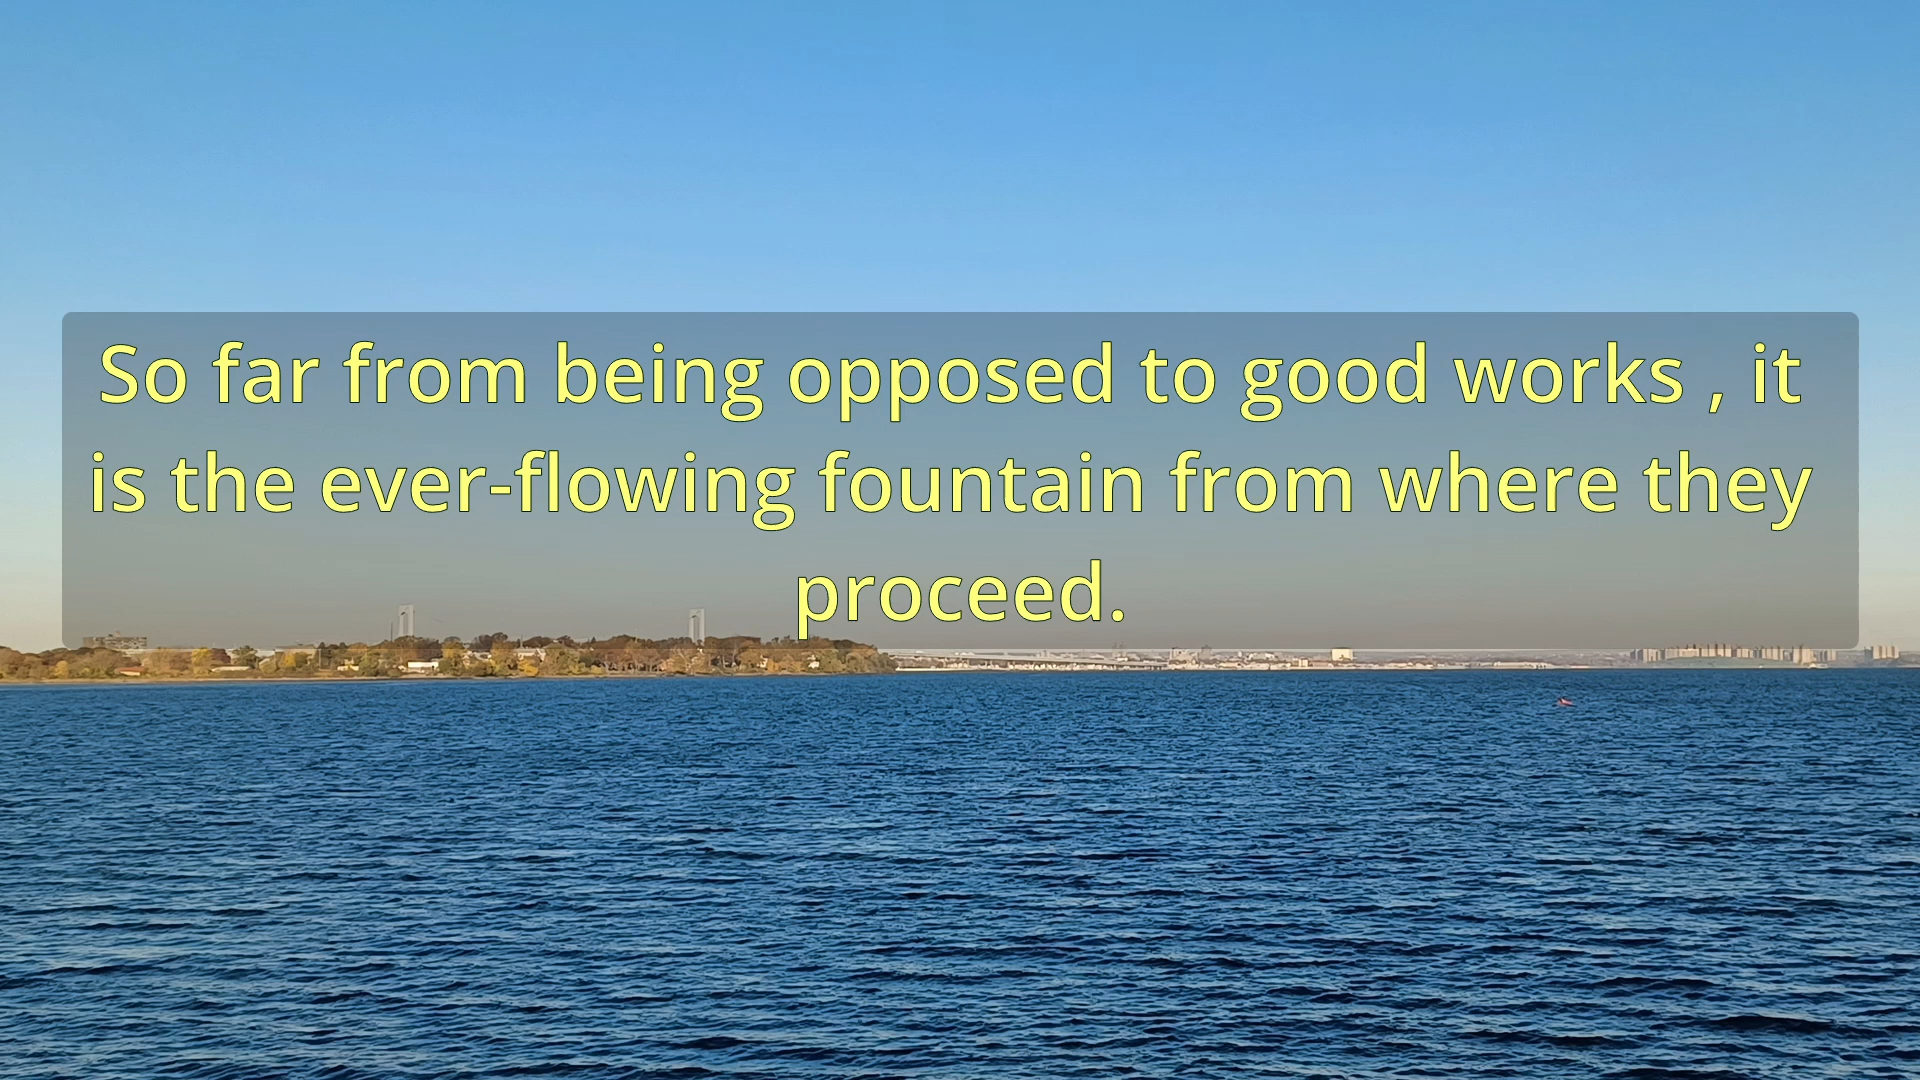 So far from being opposed to good works , it
is the ever-flowing fountain from where they
proceed.